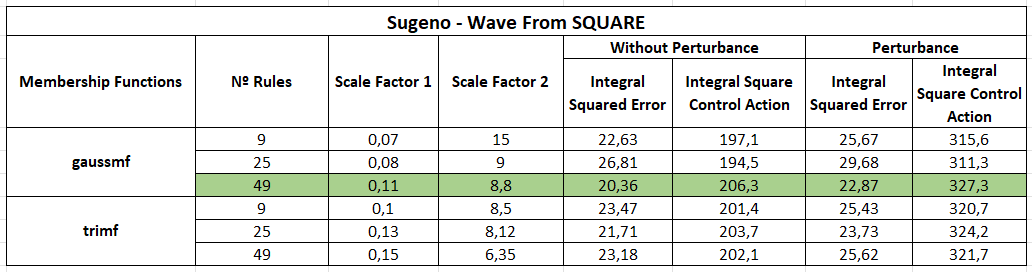 Sugeno - Wave From SQUARE
Membership Functions Nº Rules Scale Factor 1 Scale Factor 2 Without Perturbance Perturbance
Integral Squared Error Integral Square Control Action Integral Squared Error Integral Square Control Action
gaussmf 9 0,07 15 22,63 197,1 25,67 315,6
25 0,08 9 26,81 194,5 29,68 311,3
49 0,11 8,8 20,36 206,3 22,87 327,3
trimf 9 0,1 8,5 23,47 201,4 25,43 320,7
25 0,13 8,12 21,71 203,7 23,73 324,2
49 0,15 6,35 23,18 202,1 25,62 321,7